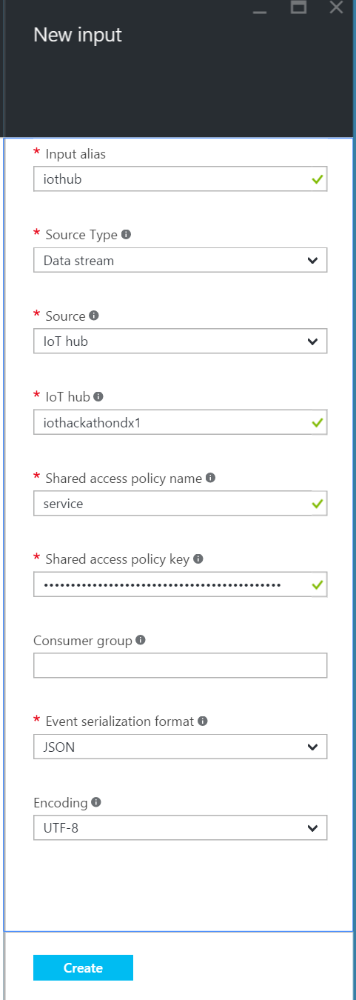 New input
* Input alias
iothub
* Source Type
Data stream
* Source
IoT hub
* IoT hub
iothackathondx1
* Shared access policy name
service
* Shared access policy key
••••••••••••••••••••••••••••••••••••••••••••
Consumer group
* Event serialization format
JSON
Encoding
UTF-8
Create